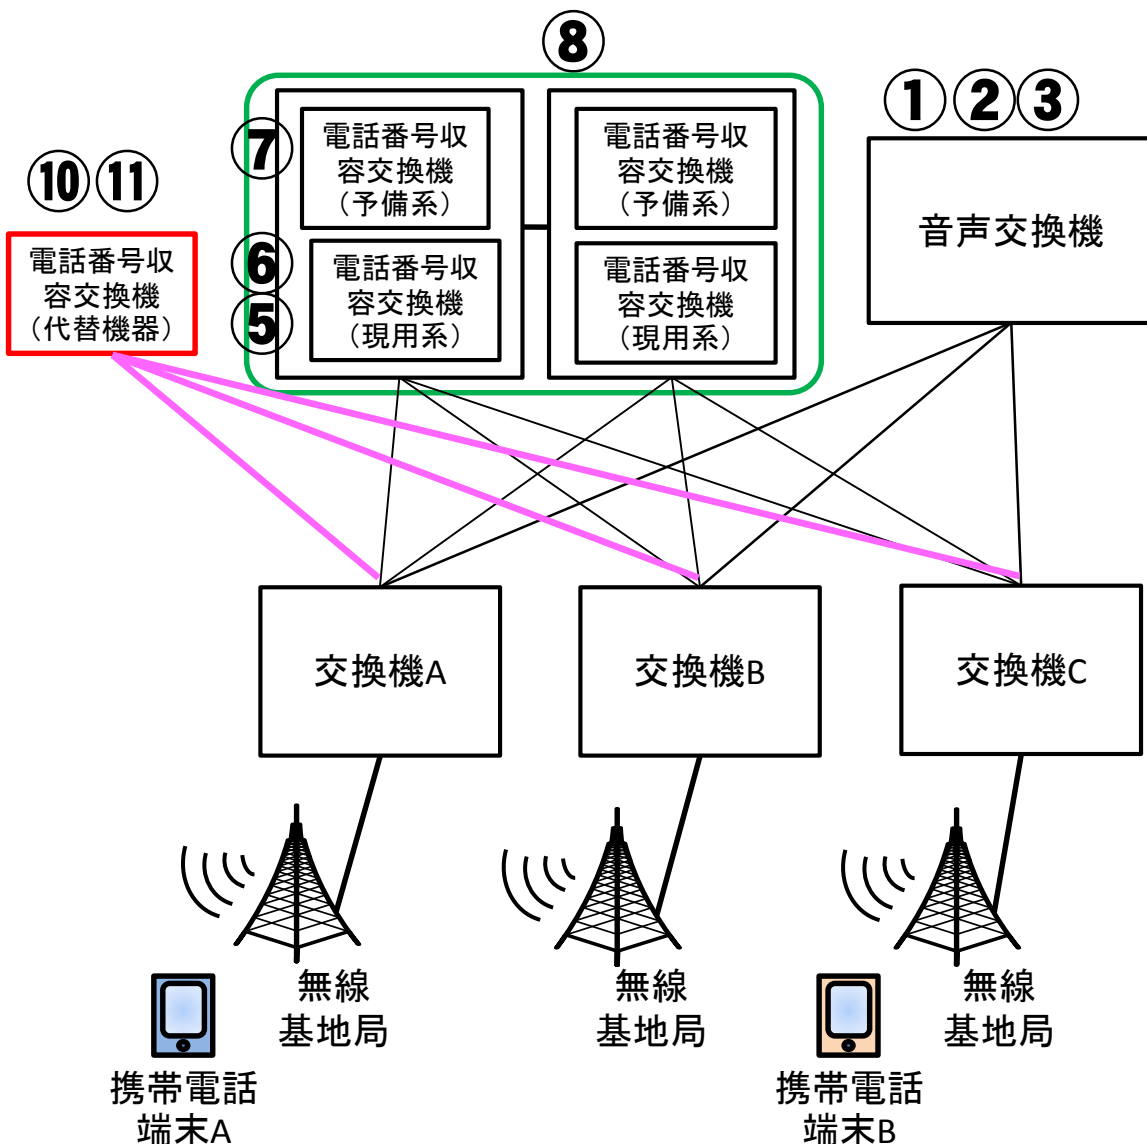 ⑧
① ② ③
⑦
電話番号収
容交換機
（予備系）
電話番号収
容交換機
（予備系）
⑩ ⑪
音声交換機
⑥
⑤
電話番号収
容交換機
（代替機器）
電話番号収
容交換機
（現用系）
電話番号収
容交換機
（現用系）
交換機A
交換機B
交換機C
無線
基地局
無線
基地局
無線
基地局
携帯電話
端末A
携帯電話
端末B